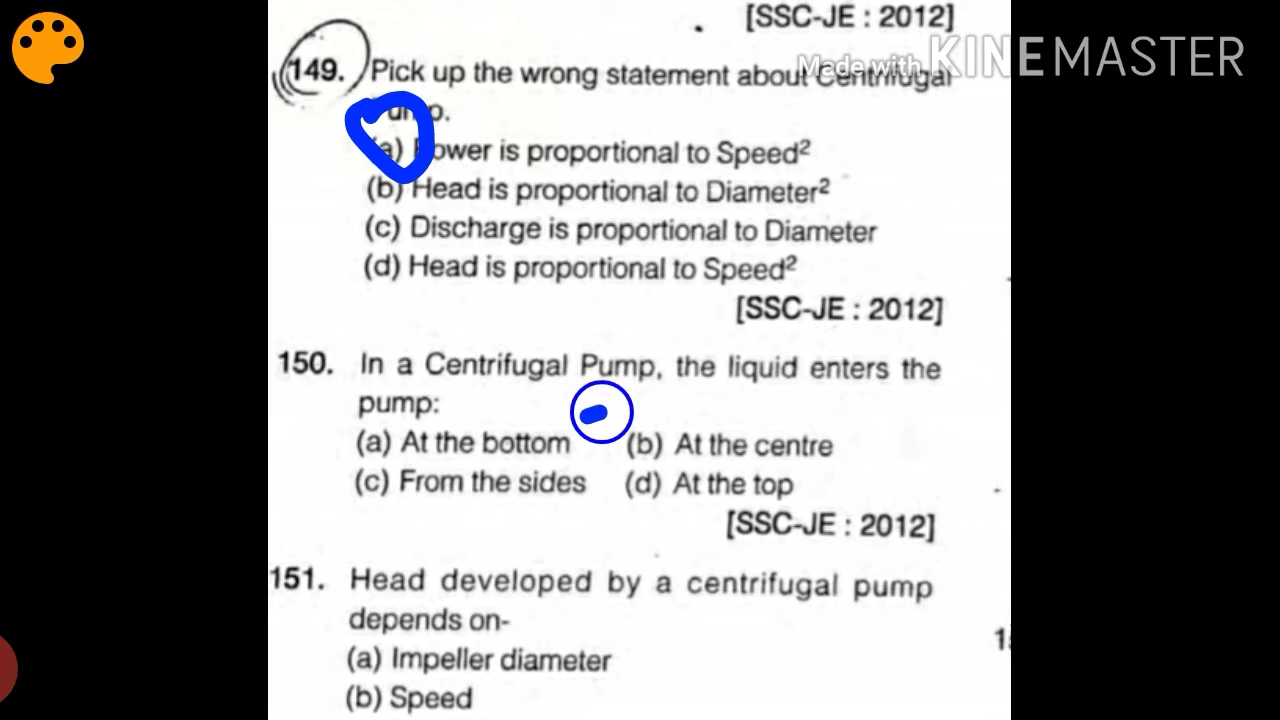 [SSC-JE : 2012]
Made with KINEMASTER
149. Pick up the wrong statement about Centrifugal
Pump.
(a) Power is proportional to Speed²
(b) Head is proportional to Diameter²
(c) Discharge is proportional to Diameter
(d) Head is proportional to Speed²
[SSC-JE : 2012]
150. In a Centrifugal Pump, the liquid enters the
pump:
(a) At the bottom (b) At the centre
(c) From the sides (d) At the top
[SSC-JE : 2012]
151. Head developed by a centrifugal pump
depends on-
(a) Impeller diameter
(b) Speed